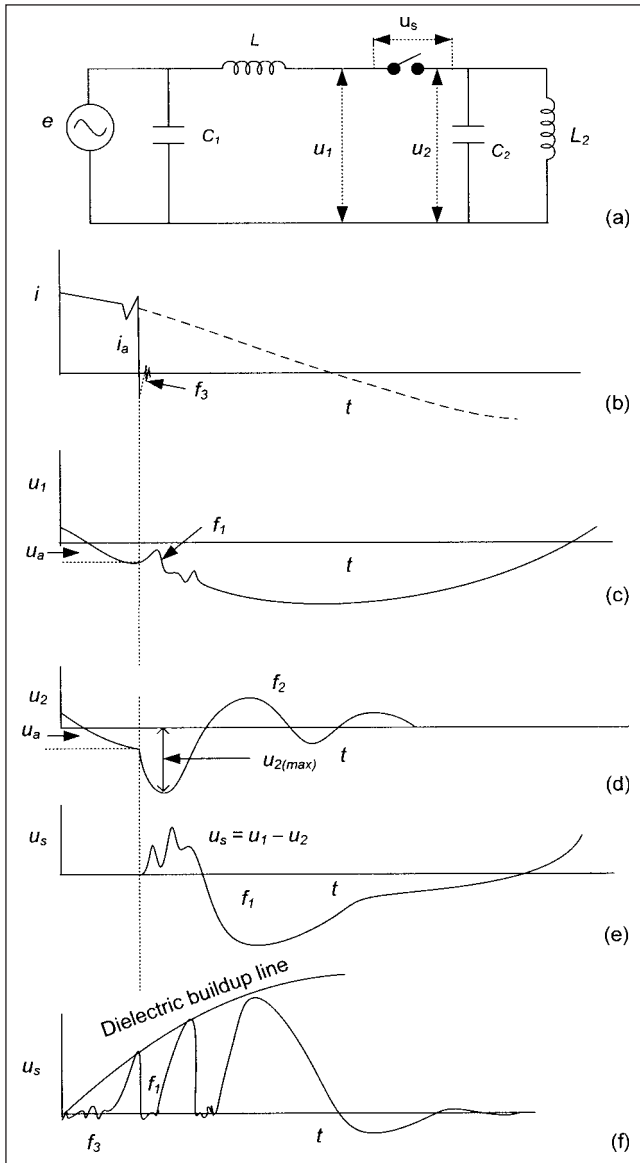 u_s
L
e
C_1
u_1
u_2
C_2
L_2
(a)
i
i_a
f_3
t
(b)
u_1
f_1
u_a
t
(c)
u_2
f_2
u_a
u_2(max)
t
(d)
u_s
u_s = u_1 – u_2
f_1
t
(e)
Dielectric buildup line
u_s
f_1
f_3
t
(f)